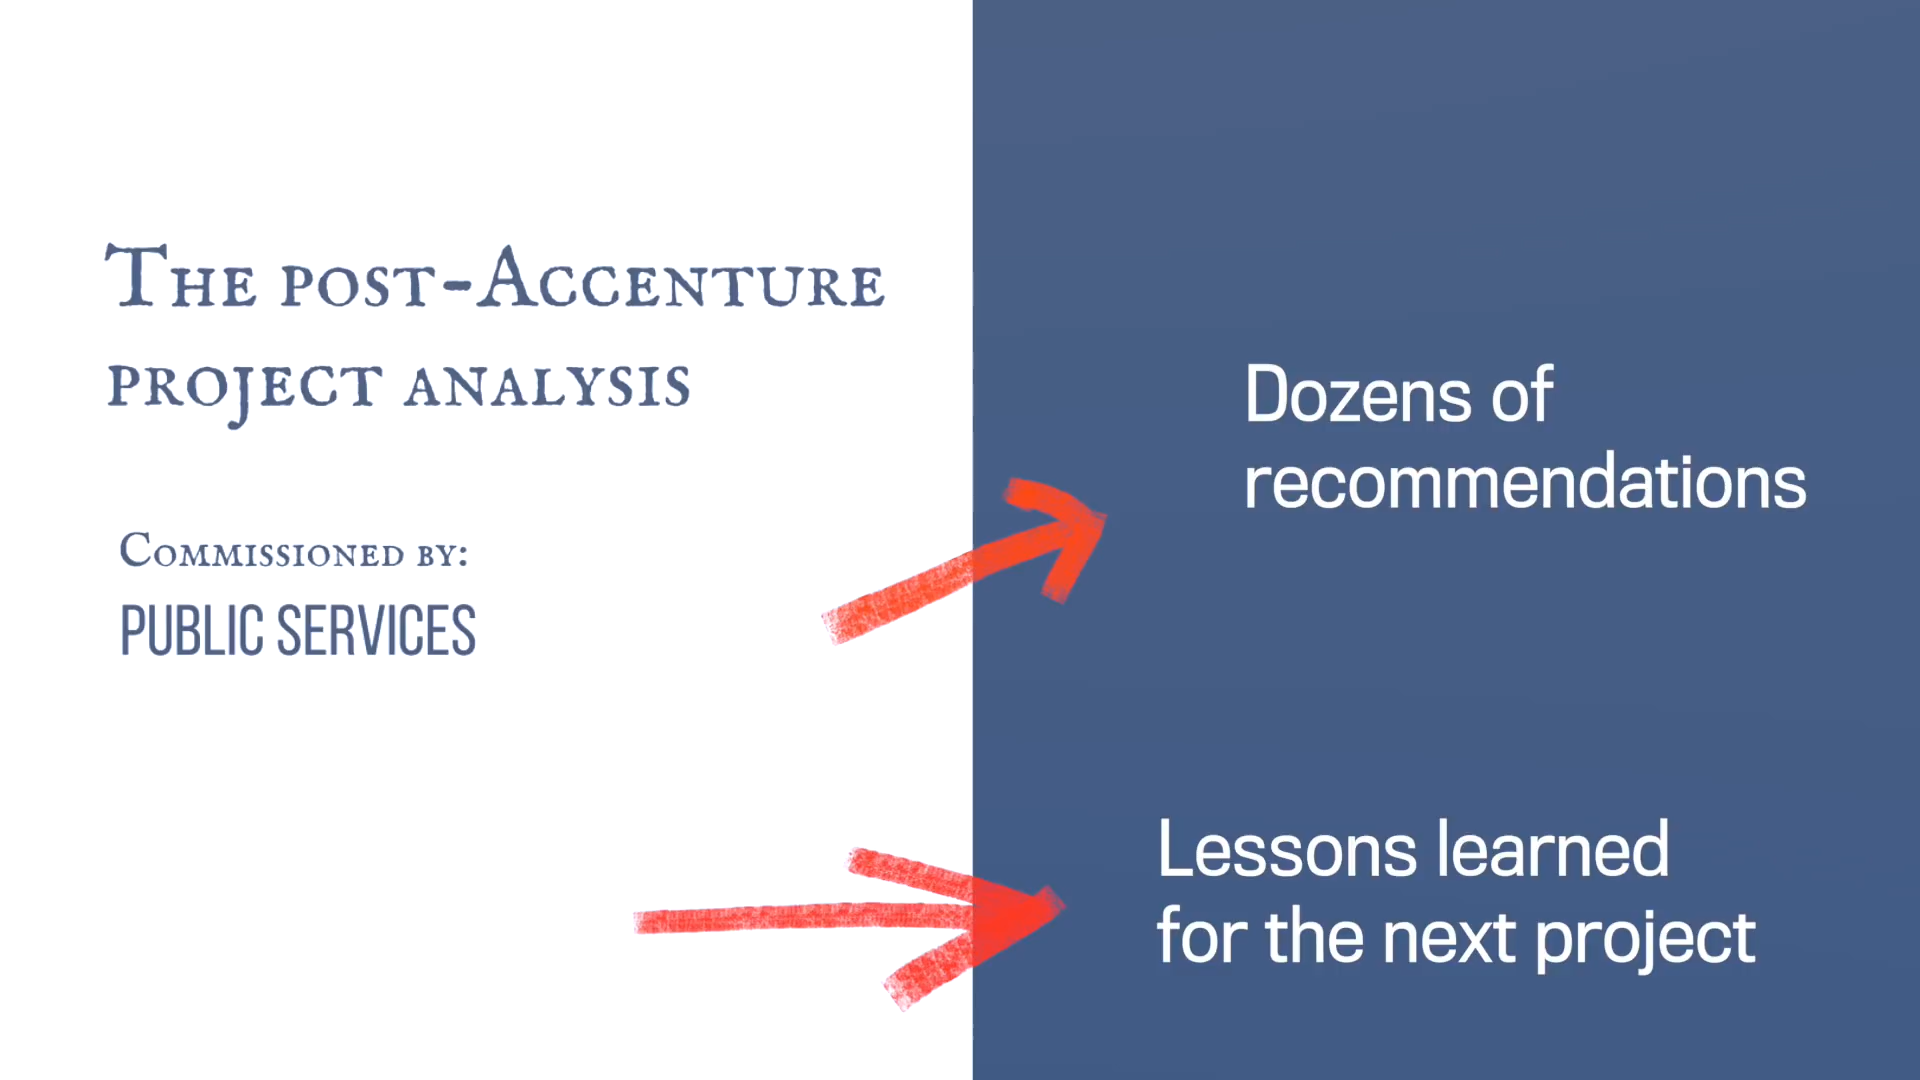 The post-Accenture
project analysis
Commissioned by:
PUBLIC SERVICES
Dozens of
recommendations
Lessons learned
for the next project